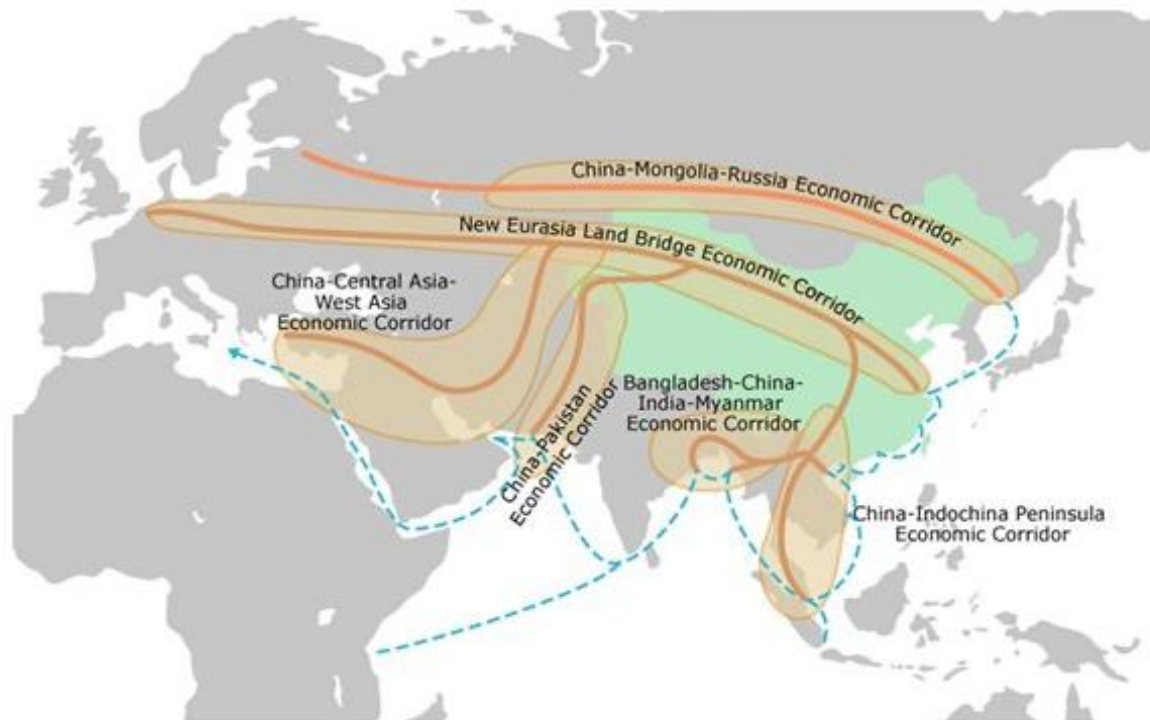 China-Mongolia-Russia Economic Corridor
New Eurasia Land Bridge Economic Corridor
China-Central Asia-
West Asia
Economic Corridor
Bangladesh-China-
India-Myanmar
Economic Corridor
China-Pakistan
Economic Corridor
China-Indochina Peninsula
Economic Corridor